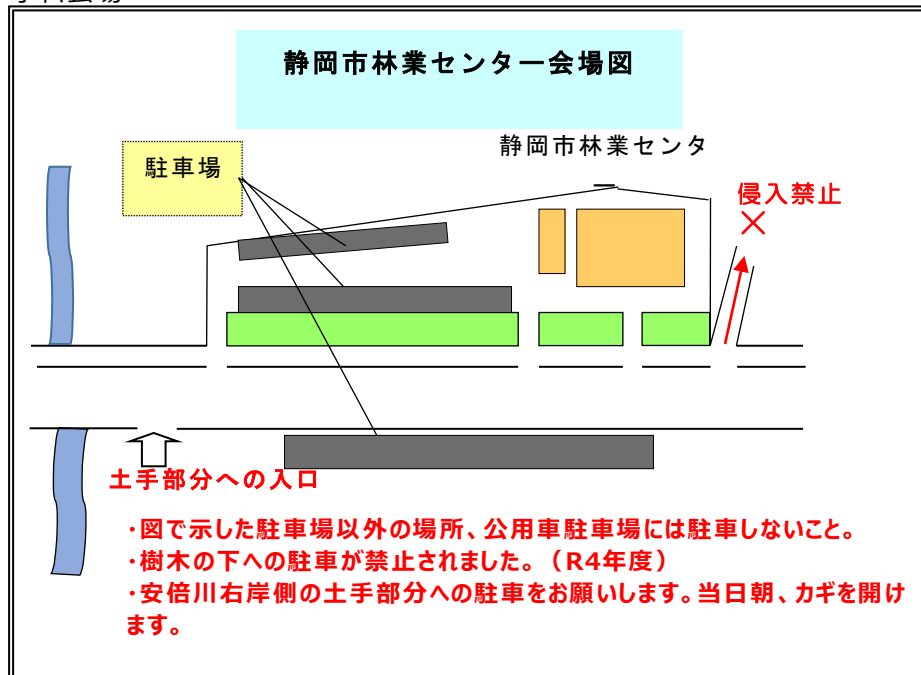 静岡市林業センター会場図
静岡市林業センタ
駐車場
侵入禁止
土手部分への入口
・図で示した駐車場以外の場所、公用車駐車場には駐車しないこと。
・樹木の下への駐車が禁止されました。（R4年度）
・安倍川右岸側の土手部分への駐車をお願いします。当日朝、カギを開け
ます。